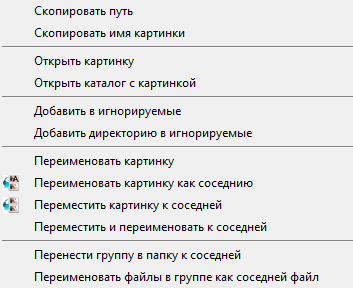 Скопировать путь
Скопировать имя картинки
Открыть картинку
Открыть каталог с картинкой
Добавить в игнорируемые
Добавить директорию в игнорируемые
Переименовать картинку
Переименовать картинку как соседнию
Переместить картинку к соседней
Переместить и переименовать к соседней
Перенести группу в папку к соседней
Переименовать файлы в группе как соседней файл